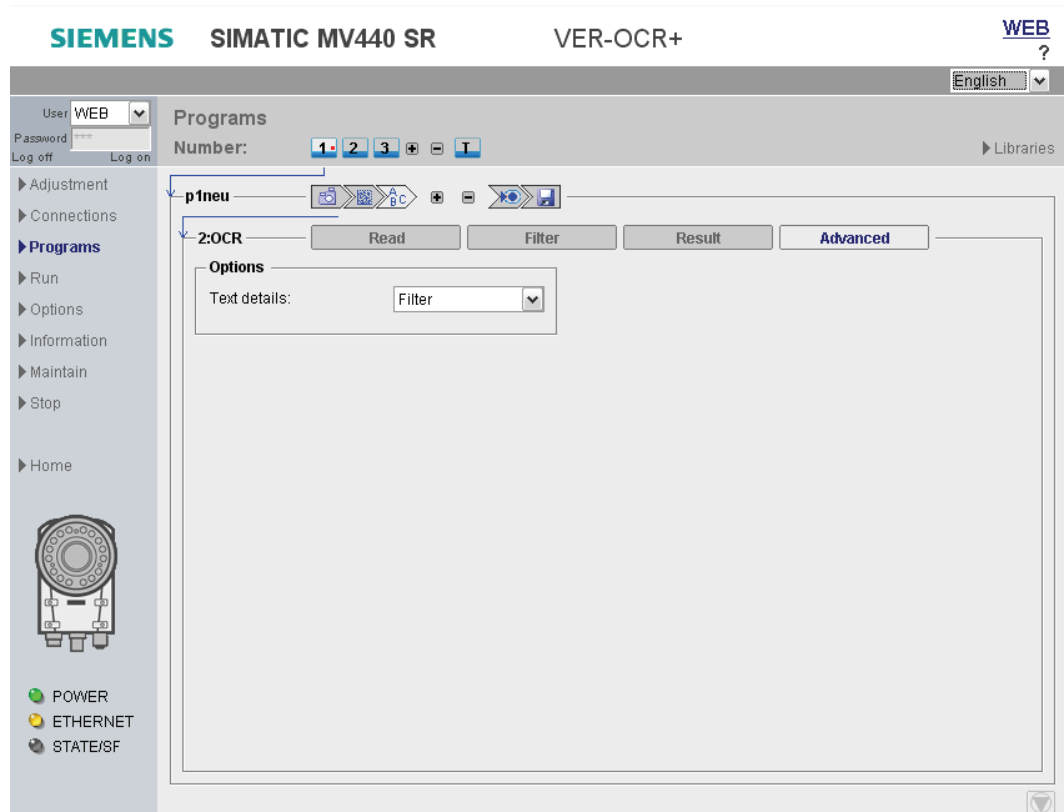 SIEMENS SIMATIC MV440 SR VER-OCR+ WEB
?
English
User WEB
Password ***
Log off Log on
Programs
Number: 1 2 3 T
Libraries
Adjustment
Connections
Programs
Run
Options
Information
Maintain
Stop
Home
POWER
ETHERNET
STATE/SF
p1neu A B C
2:OCR Read Filter Result Advanced
Options
Text details: Filter